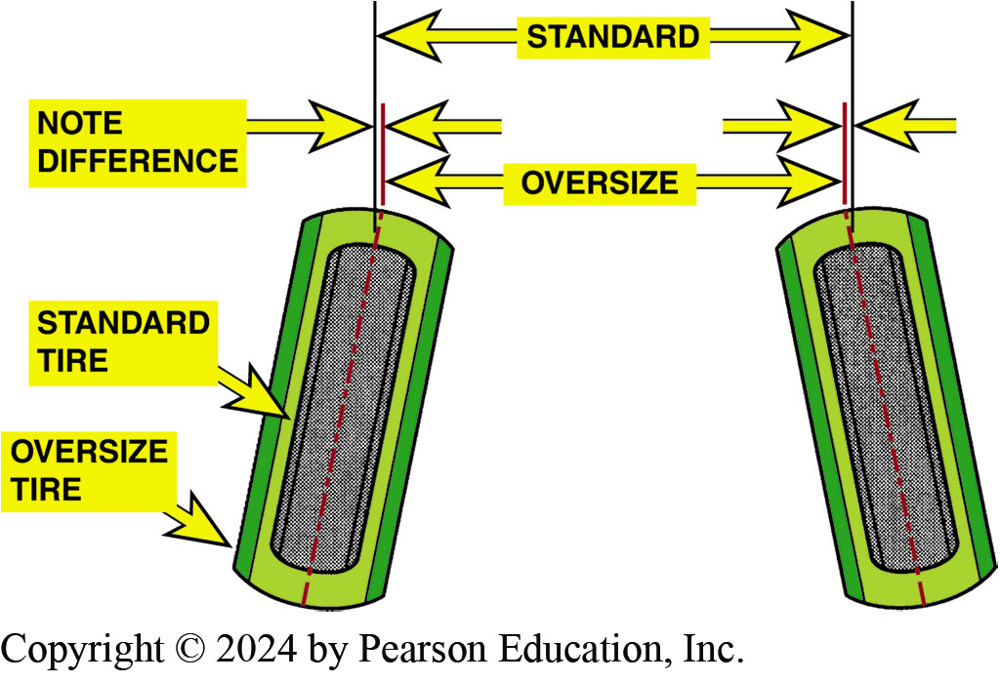 STANDARD
NOTE
DIFFERENCE
OVERSIZE
STANDARD
TIRE
OVERSIZE
TIRE
Copyright © 2024 by Pearson Education, Inc.